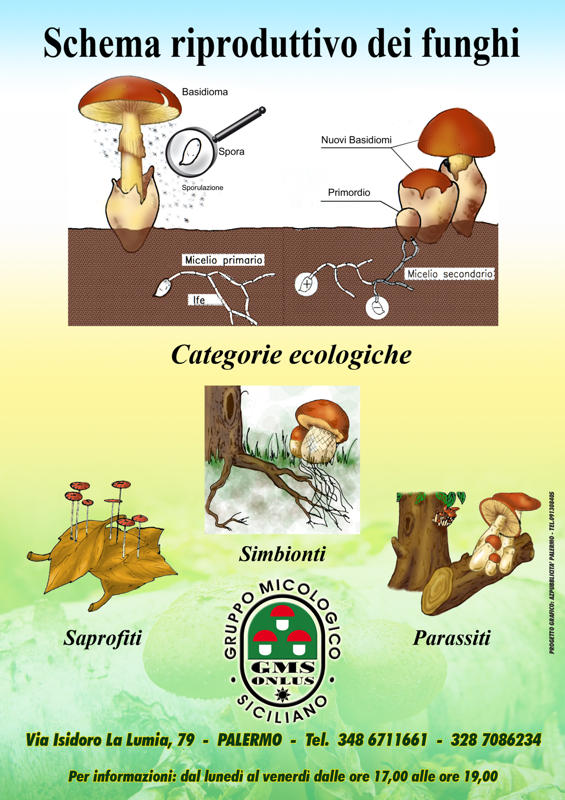 Schema riproduttivo dei funghi
Basidioma
Spora
Sporulazione
Nuovi Basidiomi
Primordio
Micelio primario
Ife
Micelio secondario
+
−
Categorie ecologiche
Simbionti
Saprofiti
Parassiti
GRUPPO MICOLOGICO
GMS
ONLUS
SICILIANO
PROGETTO GRAFICO: AZPUBBLICITA' PALERMO - TEL.091308405
Via Isidoro La Lumia, 79 - PALERMO - Tel. 348 6711661 - 328 7086234
Per informazioni: dal lunedì al venerdì dalle ore 17,00 alle ore 19,00